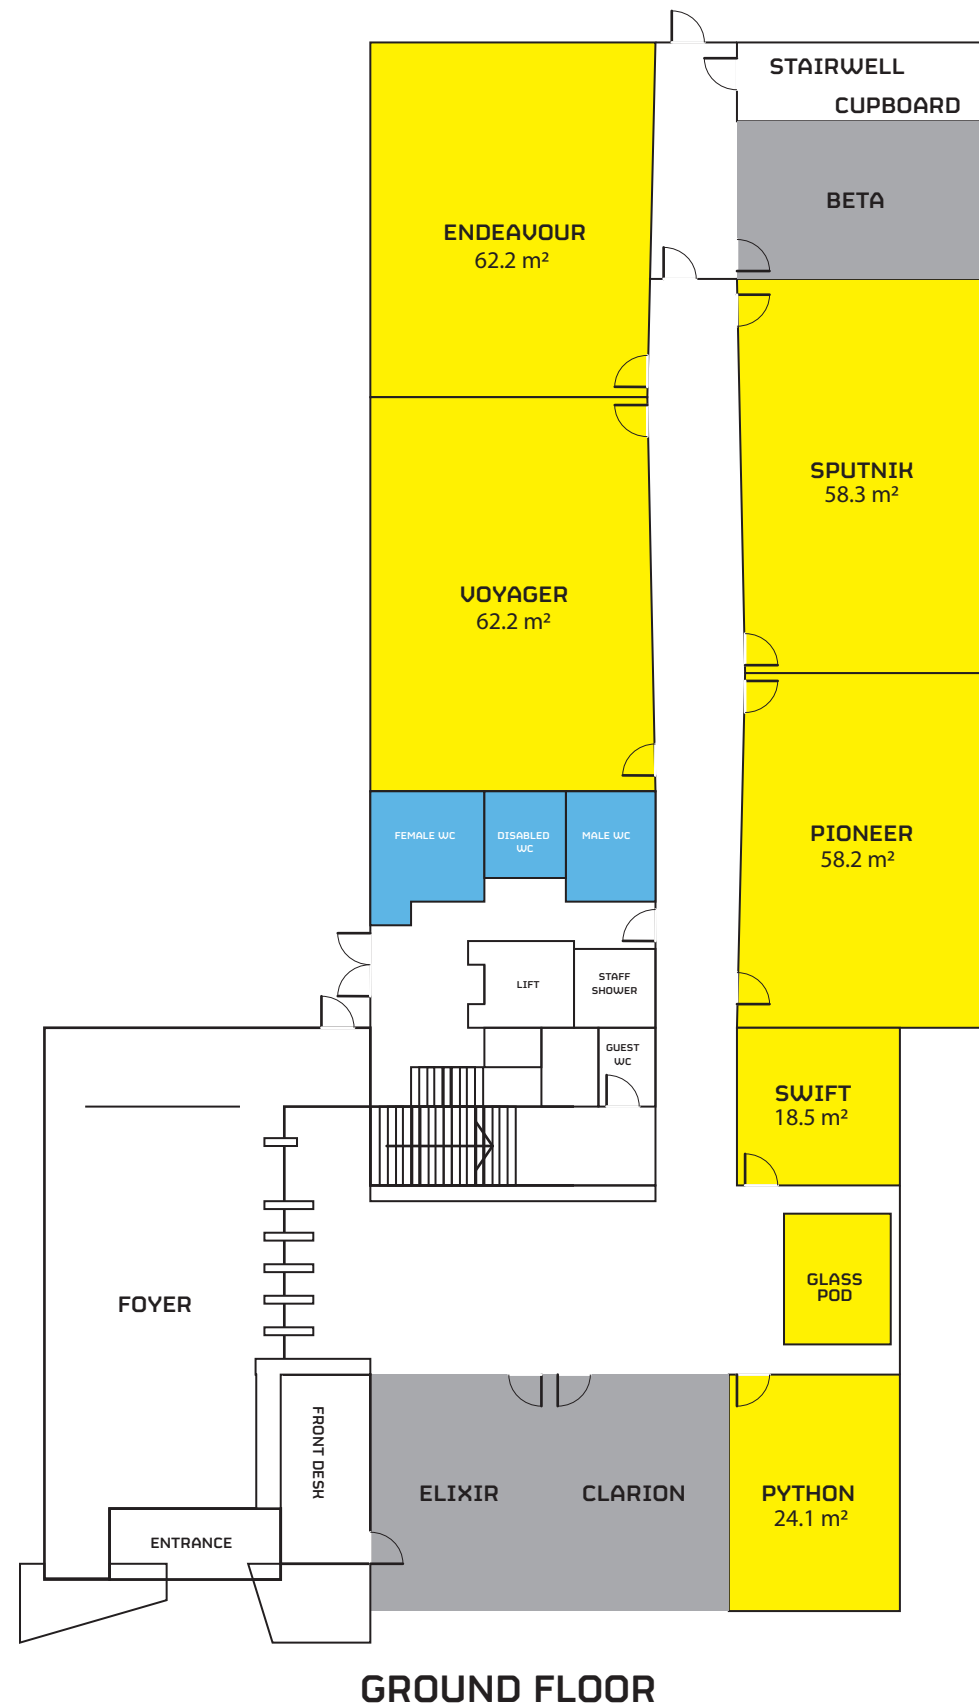 STAIRWELL
CUPBOARD
BETA
ENDEAVOUR
62.2 m²
SPUTNIK
58.3 m²
VOYAGER
62.2 m²
FEMALE WC
DISABLED
WC
MALE WC
PIONEER
58.2 m²
LIFT
STAFF
SHOWER
GUEST
WC
SWIFT
18.5 m²
GLASS
POD
FOYER
FRONT DESK
ELIXIR
CLARION
PYTHON
24.1 m²
ENTRANCE
GROUND FLOOR